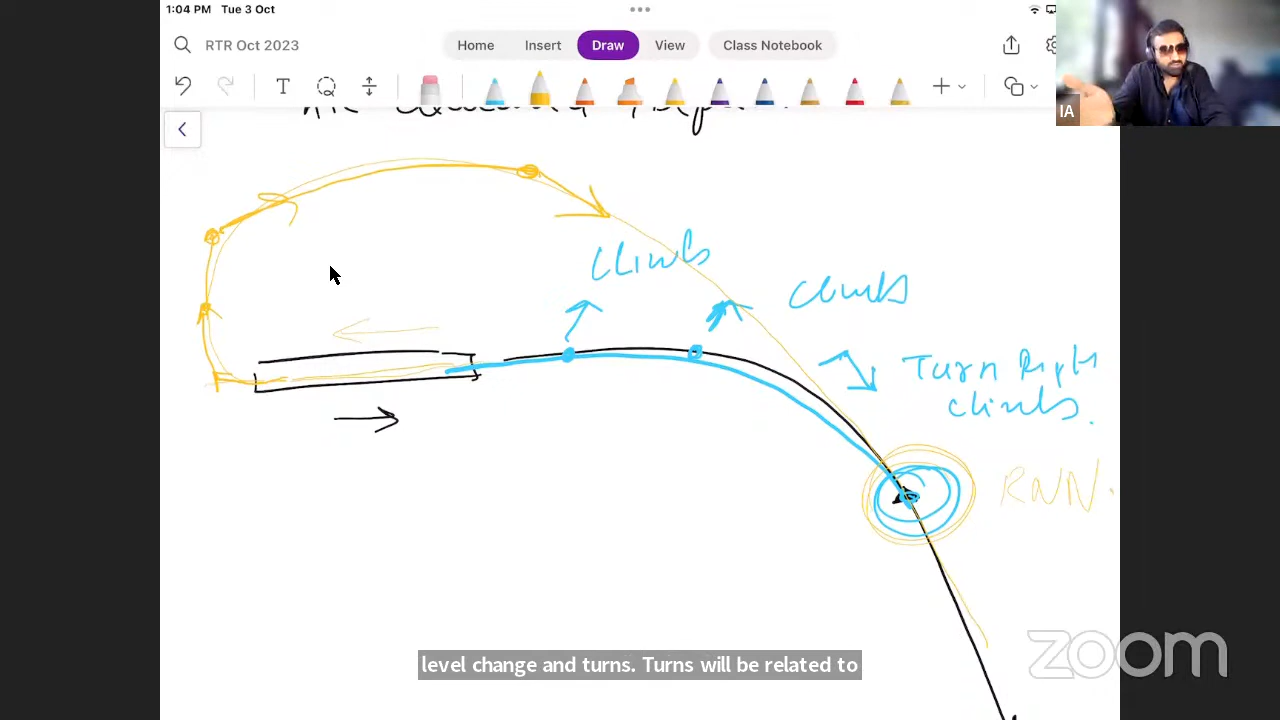 1:04 PM Tue 3 Oct
RTR Oct 2023
Home Insert Draw View Class Notebook
IA
Climb
Climb
Turn Right
Climb.
RNN.
level change and turns. Turns will be related to
zoom